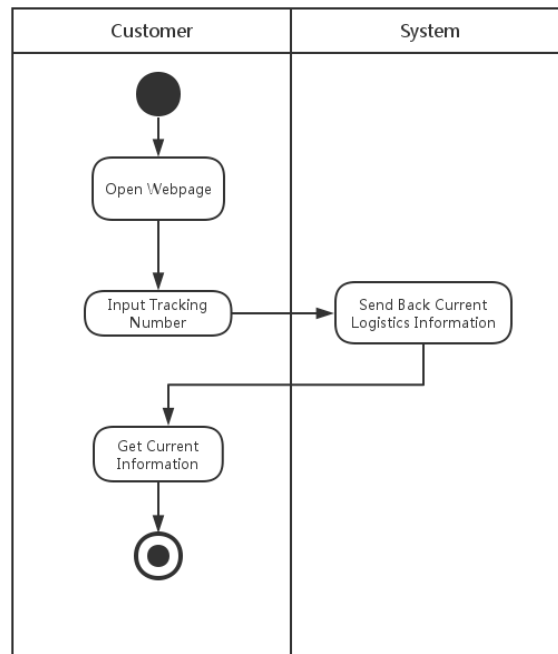 Customer
System
Open Webpage
Input Tracking
Number
Send Back Current
Logistics Information
Get Current
Information